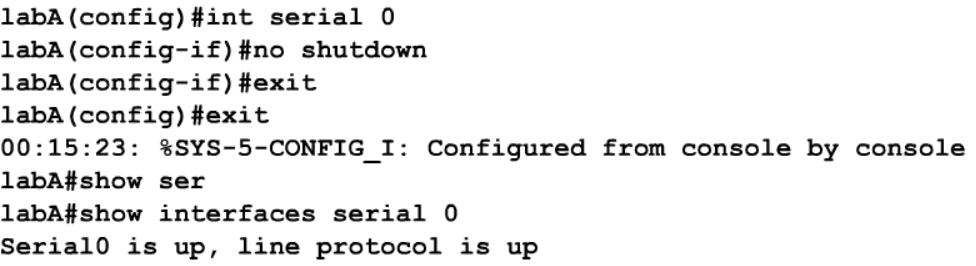 labA(config)#int serial 0
labA(config-if)#no shutdown
labA(config-if)#exit
labA(config)#exit
00:15:23: %SYS-5-CONFIG_I: Configured from console by console
labA#show ser
labA#show interfaces serial 0
Serial0 is up, line protocol is up